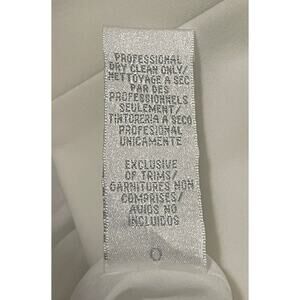 PROFESSIONAL
DRY CLEAN ONLY/
NETTOYAGE A SEC
PAR DES
PROFESSIONNELS
SEULEMENT/
TINTORERIA A SECO
PROFESIONAL
UNICAMENTE
EXCLUSIVE
OF TRIMS/
GARNITURES NON
COMPRISES/
AVIOS NO
INCLUIDOS
O